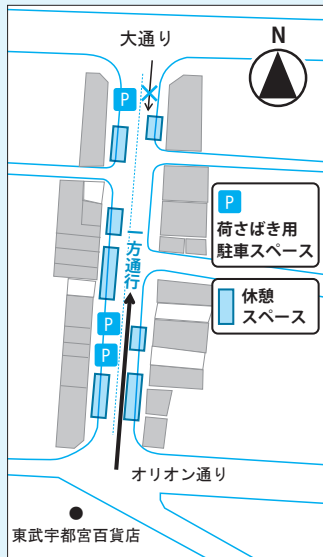 大通り
N
P
P
荷さばき用
駐車スペース
一方通行
休憩
スペース
P
P
オリオン通り
東武宇都宮百貨店